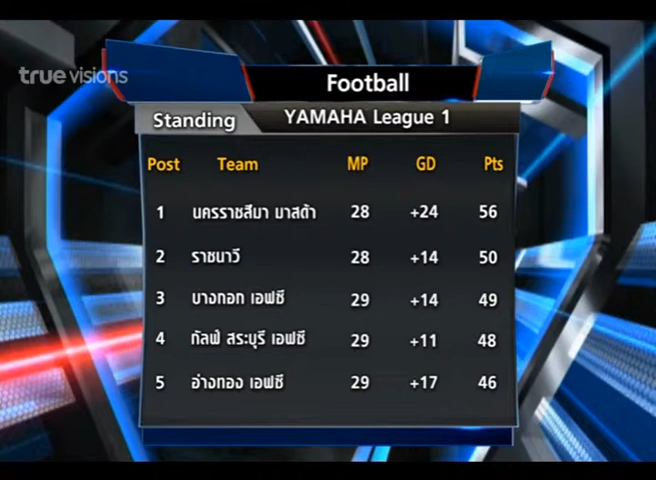 true visions
Football
Standing YAMAHA League 1
Post Team MP GD Pts
1 นครราชสีมา มาสด้า 28 +24 56
2 ราชนาวี 28 +14 50
3 บางกอก เอฟซี 29 +14 49
4 กัลฟ์ สระบุรี เอฟซี 29 +11 48
5 อ่างทอง เอฟซี 29 +17 46